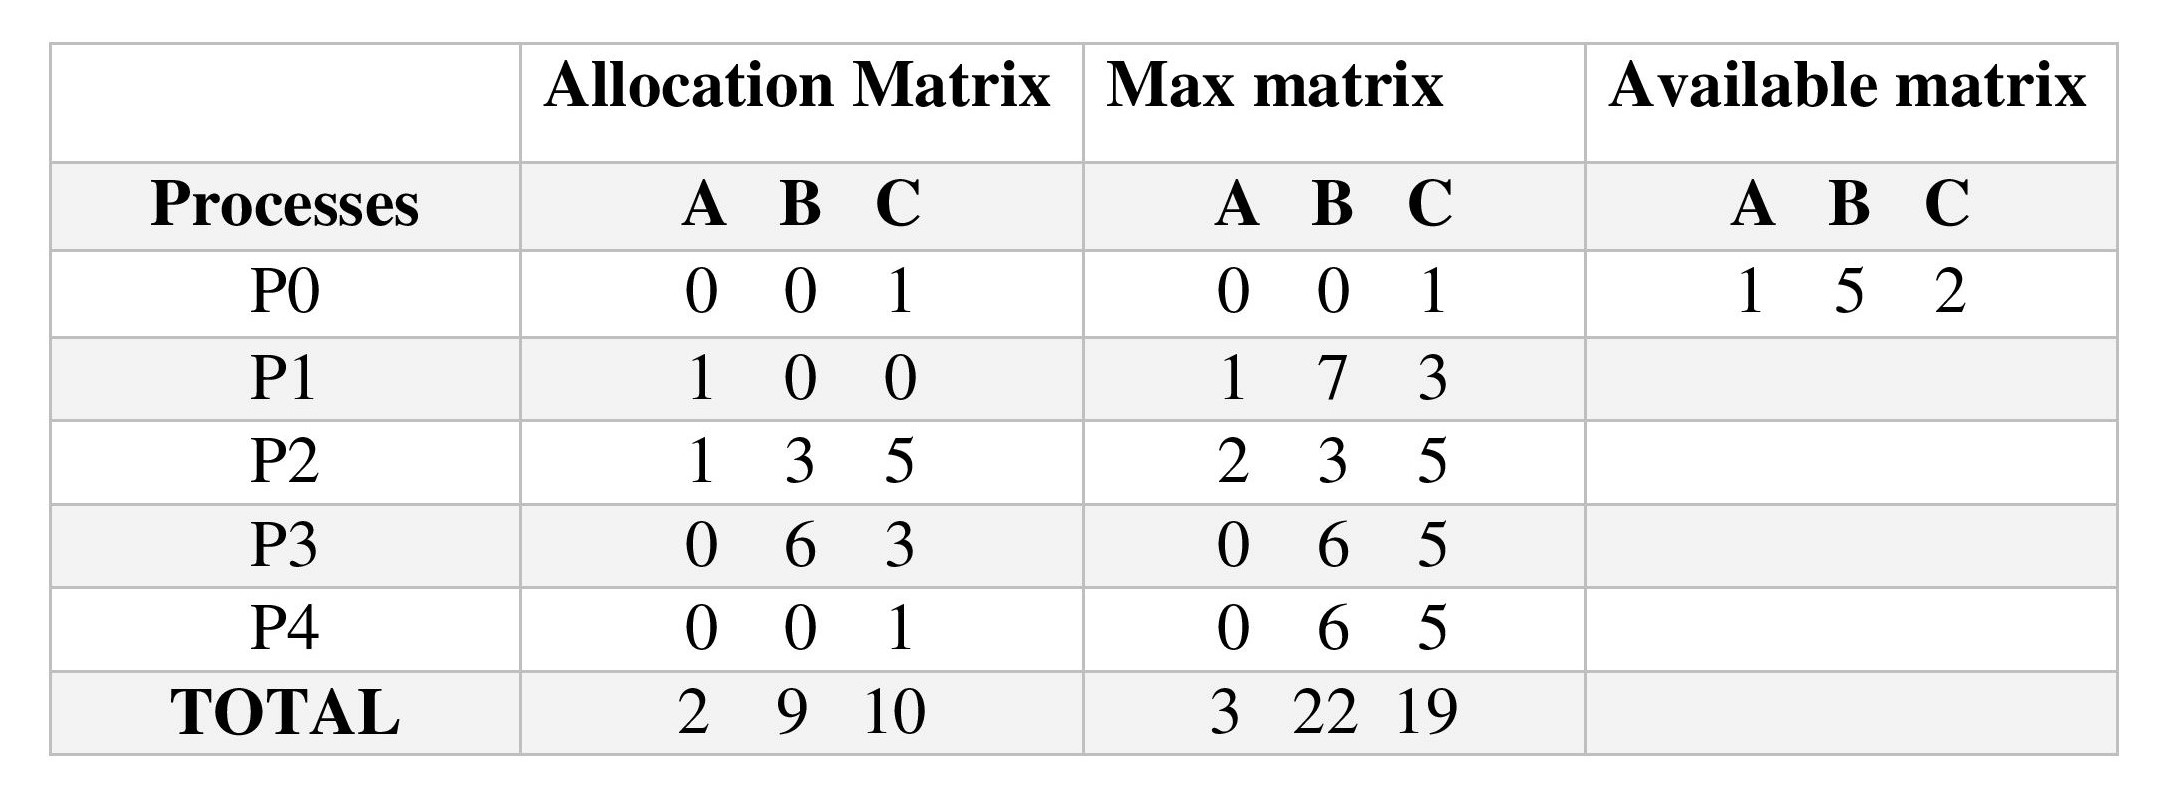 Allocation Matrix Max matrix Available matrix
Processes A B C A B C A B C
P0 0 0 1 0 0 1 1 5 2
P1 1 0 0 1 7 3
P2 1 3 5 2 3 5
P3 0 6 3 0 6 5
P4 0 0 1 0 6 5
TOTAL 2 9 10 3 22 19